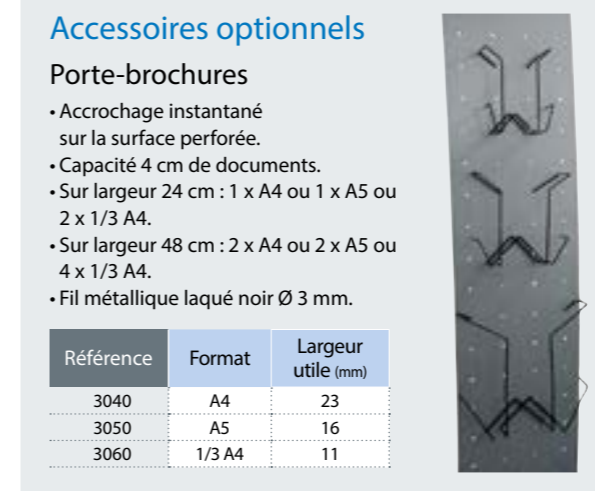 Accessoires optionnels
Porte-brochures
• Accrochage instantané
sur la surface perforée.
• Capacité 4 cm de documents.
• Sur largeur 24 cm : 1 x A4 ou 1 x A5 ou
2 x 1/3 A4.
• Sur largeur 48 cm : 2 x A4 ou 2 x A5 ou
4 x 1/3 A4.
• Fil métallique laqué noir Ø 3 mm.
Référence Format Largeur
utile (mm)
3040 A4 23
3050 A5 16
3060 1/3 A4 11